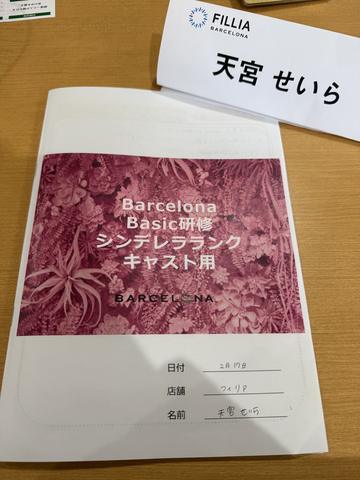 FILLIA
BARCELONA
天宮 せいら
Barcelona
Basic研修
シンデレラランク
キャスト用
BARCELONA
日付 2月17日
店舗 フィリア
名前 天宮せいら